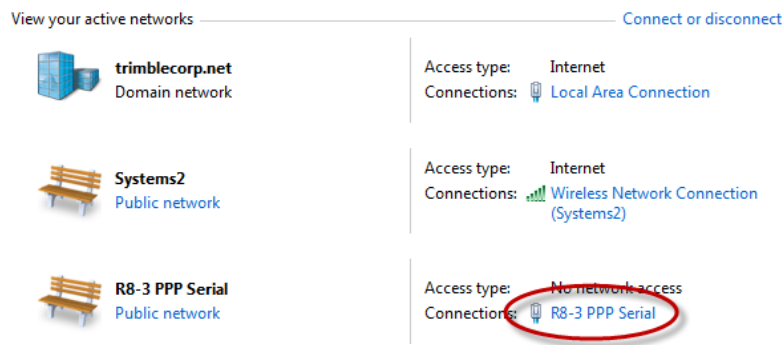 View your active networks
Connect or disconnect
trimblecorp.net
Domain network
Access type: Internet
Connections: Local Area Connection
Systems2
Public network
Access type: Internet
Connections: Wireless Network Connection
(Systems2)
R8-3 PPP Serial
Public network
Access type: No network access
Connections: R8-3 PPP Serial